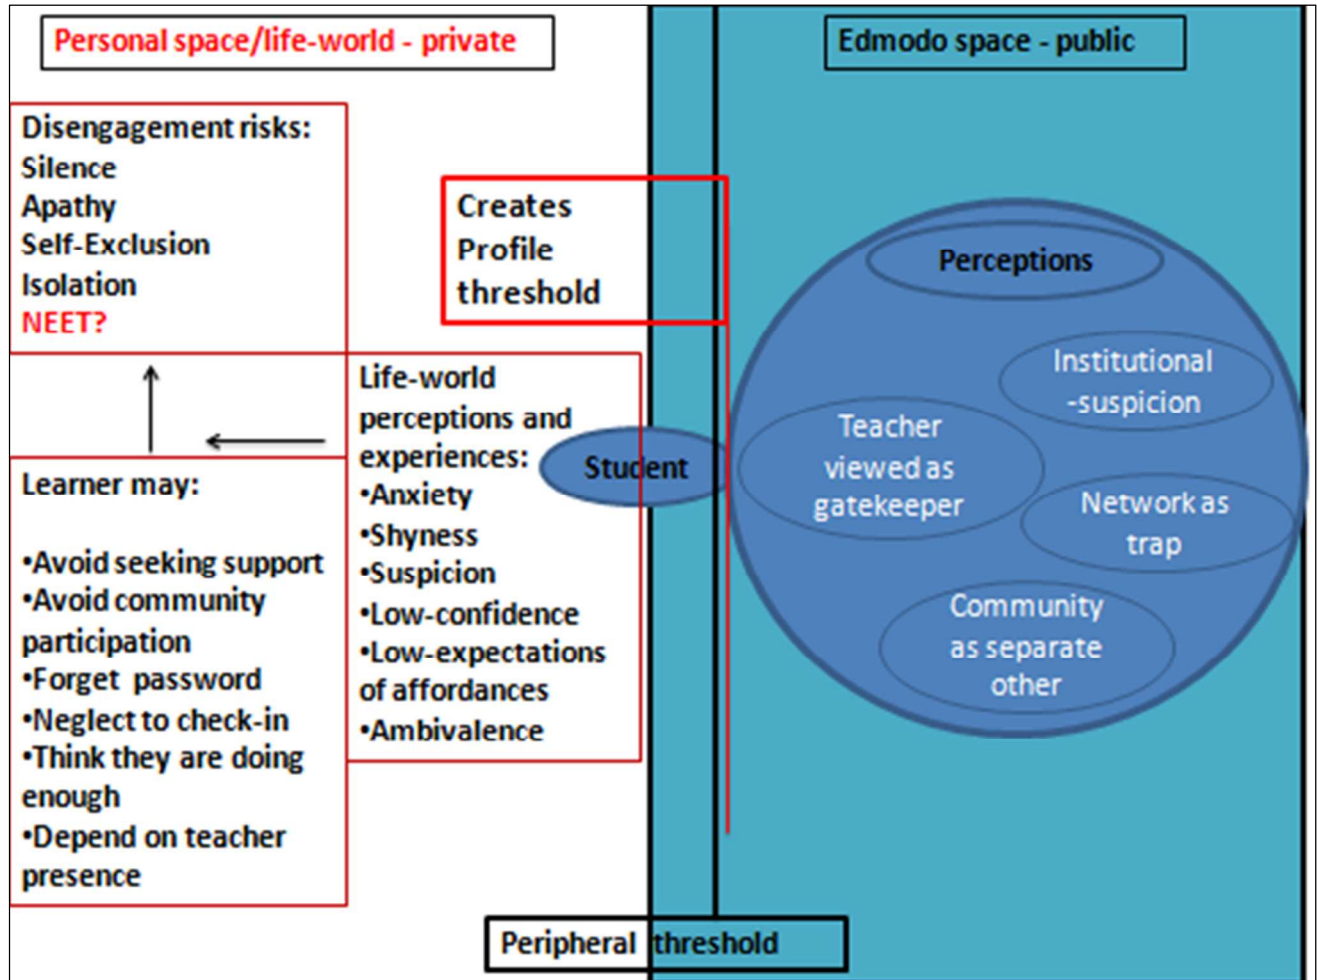 Personal space/life-world - private
Edmodo space - public
Disengagement risks:
Silence
Apathy
Self-Exclusion
Isolation
NEET?
Creates
Profile
threshold
Life-world
perceptions and
experiences:
•Anxiety
•Shyness
•Suspicion
•Low-confidence
•Low-expectations
of affordances
•Ambivalence
Learner may:
•Avoid seeking support
•Avoid community
participation
•Forget password
•Neglect to check-in
•Think they are doing
enough
•Depend on teacher
presence
Student
Perceptions
Institutional
-suspicion
Teacher
viewed as
gatekeeper
Network as
trap
Community
as separate
other
Peripheral threshold